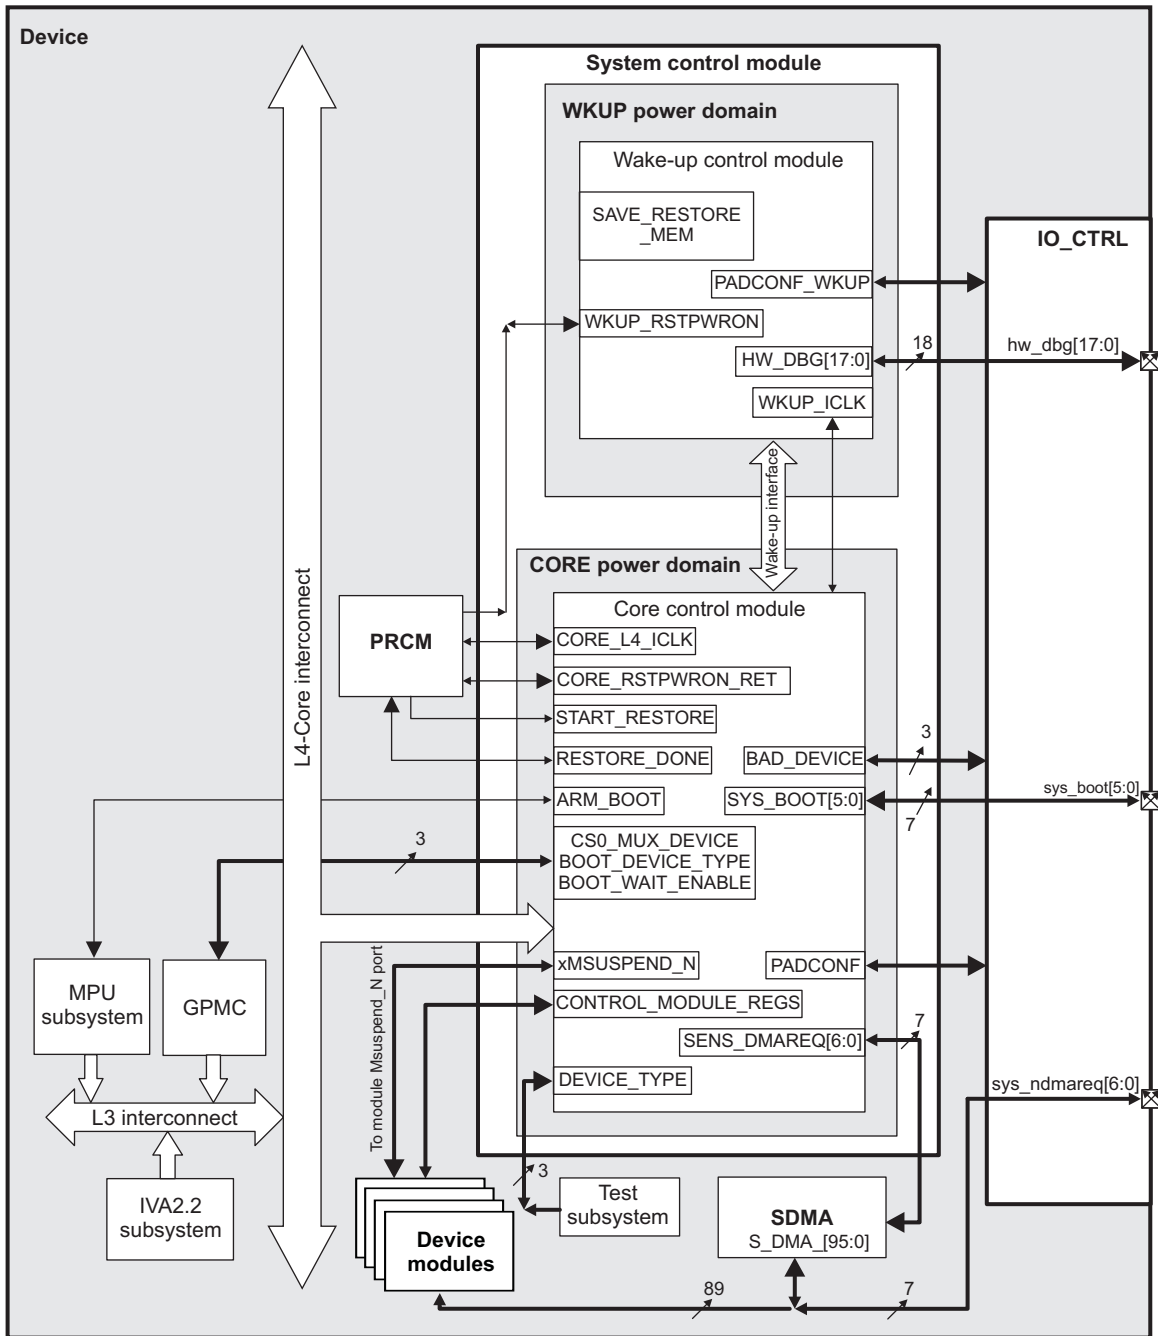 Device
System control module
WKUP power domain
Wake-up control module
SAVE_RESTORE
_MEM
IO_CTRL
PADCONF_WKUP
WKUP_RSTPWRON
18
hw_dbg[17:0]
HW_DBG[17:0]
WKUP_ICLK
Wake-up interface
CORE power domain
L4-Core interconnect
Core control module
PRCM
CORE_L4_ICLK
CORE_RSTPWRON_RET
START_RESTORE
3
RESTORE_DONE
BAD_DEVICE
sys_boot[5:0]
ARM_BOOT
SYS_BOOT[5:0]
7
3
CS0_MUX_DEVICE
BOOT_DEVICE_TYPE
BOOT_WAIT_ENABLE
To module Msuspend_N port
xMSUSPEND_N
PADCONF
MPU
subsystem
GPMC
CONTROL_MODULE_REGS
7
SENS_DMAREQ[6:0]
DEVICE_TYPE
sys_ndmareq[6:0]
L3 interconnect
3
IVA2.2
subsystem
Test
subsystem
SDMA
S_DMA_[95:0]
Device
modules
89
7